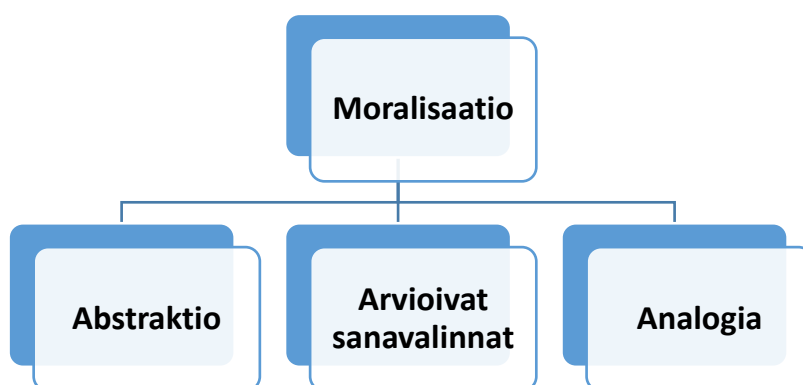 Moralisaatio
Abstraktio
Arvioivat
sanavalinnat
Analogia